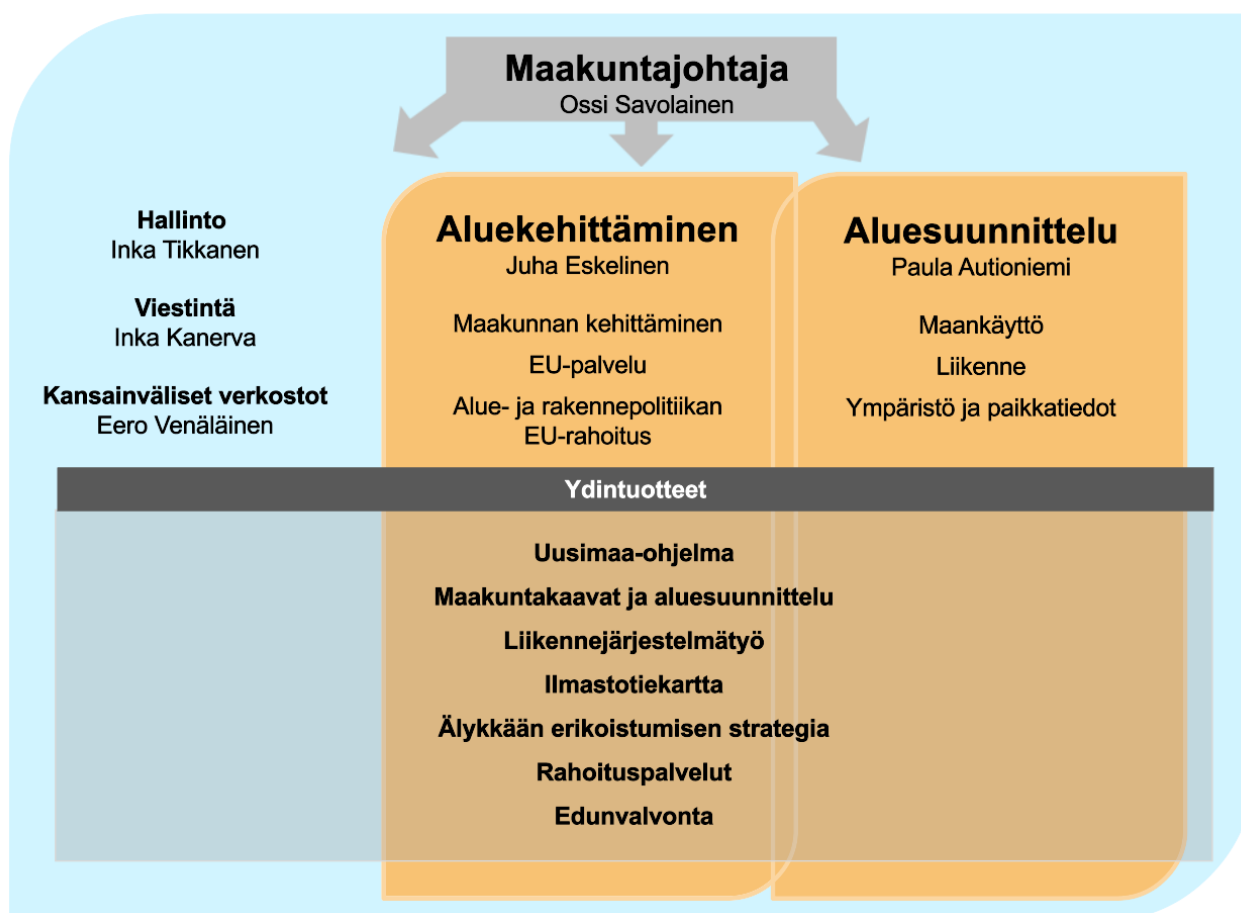 Maakuntajohtaja
Ossi Savolainen
Hallinto
Inka Tikkanen
Viestintä
Inka Kanerva
Kansainväliset verkostot
Eero Venäläinen
Aluekehittäminen
Juha Eskelinen
Maakunnan kehittäminen
EU-palvelu
Alue- ja rakennepolitiikan
EU-rahoitus
Aluesuunnittelu
Paula Autioniemi
Maankäyttö
Liikenne
Ympäristö ja paikkatiedot
Ydintuotteet
Uusimaa-ohjelma
Maakuntakaavat ja aluesuunnittelu
Liikennejärjestelmätyö
Ilmastotiekartta
Älykkään erikoistumisen strategia
Rahoituspalvelut
Edunvalvonta